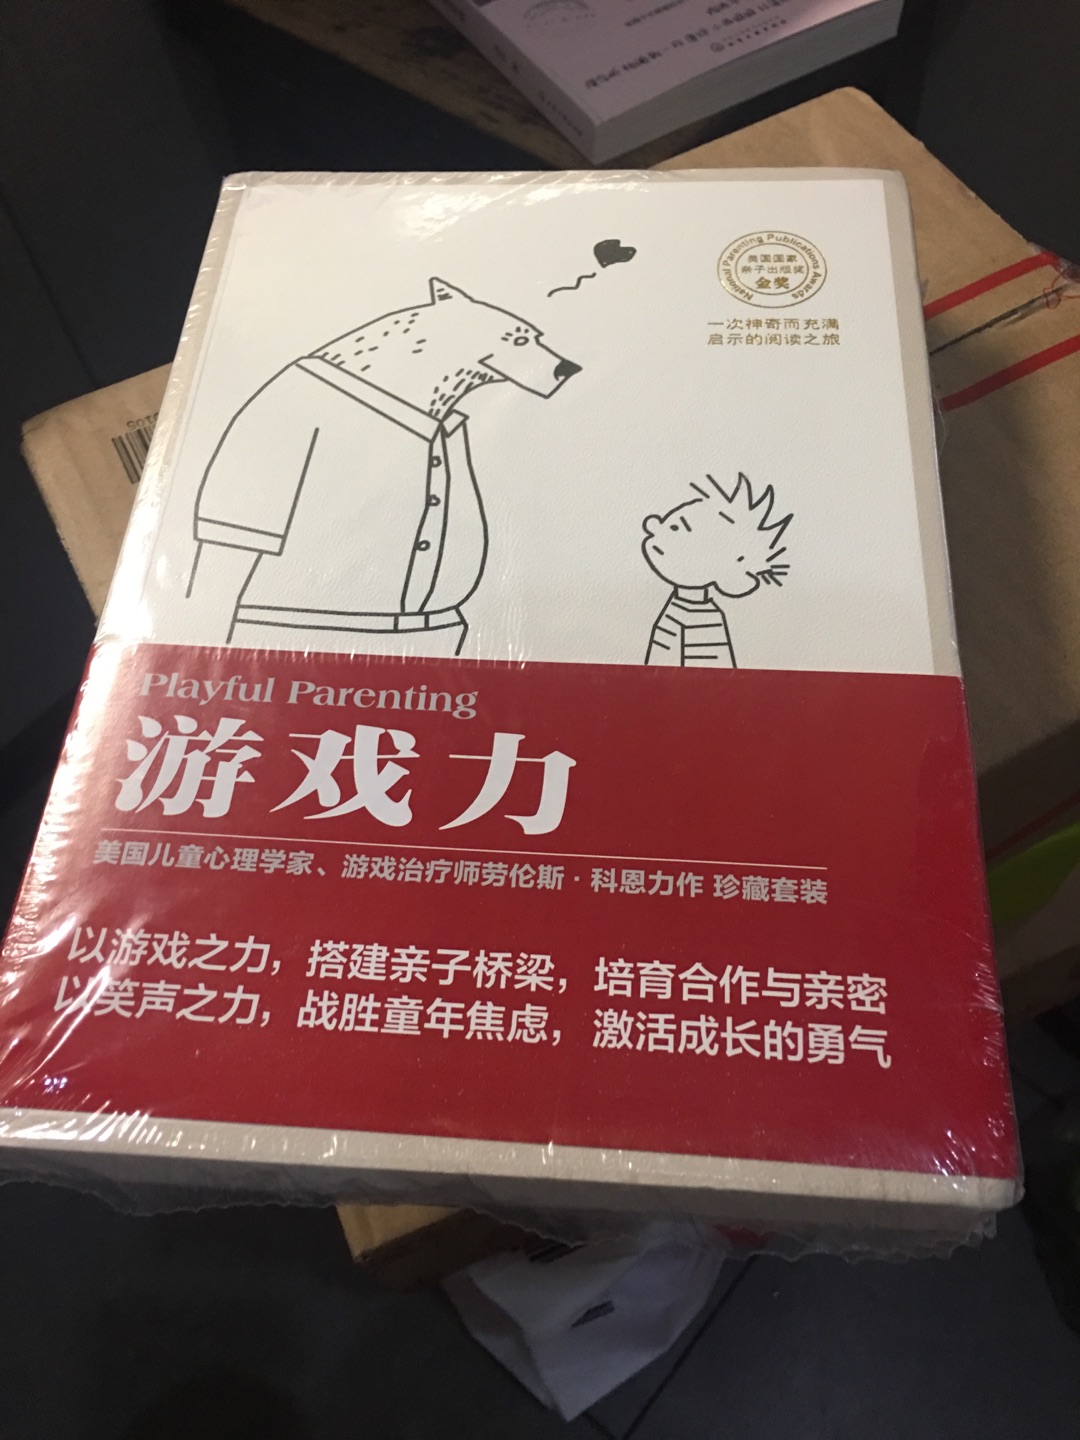 National Parenting Publications Awards
美国国家
亲子出版奖
金奖
一次神奇而充满
启示的阅读之旅
Playful Parenting
游戏力
美国儿童心理学家、游戏治疗师劳伦斯·科恩力作 珍藏套装
以游戏之力，搭建亲子桥梁，培育合作与亲密
以笑声之力，战胜童年焦虑，激活成长的勇气